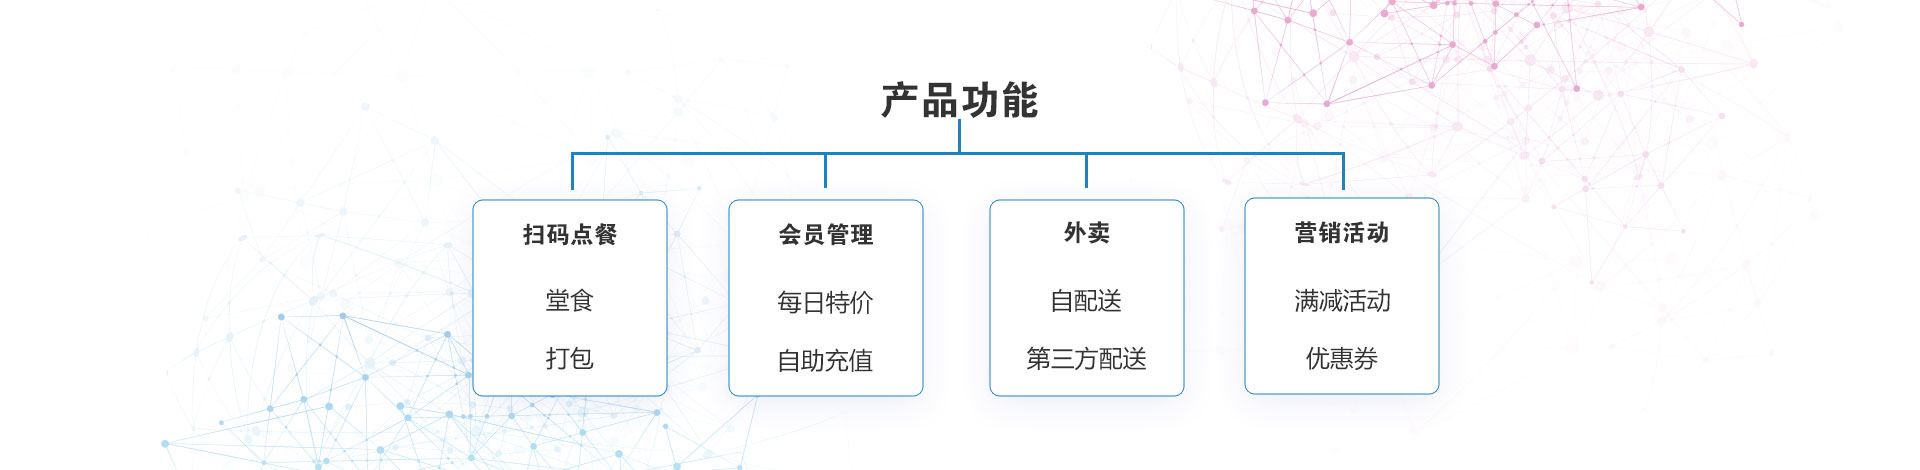 产品功能
扫码点餐
堂食
打包
会员管理
每日特价
自助充值
外卖
自配送
第三方配送
营销活动
满减活动
优惠券